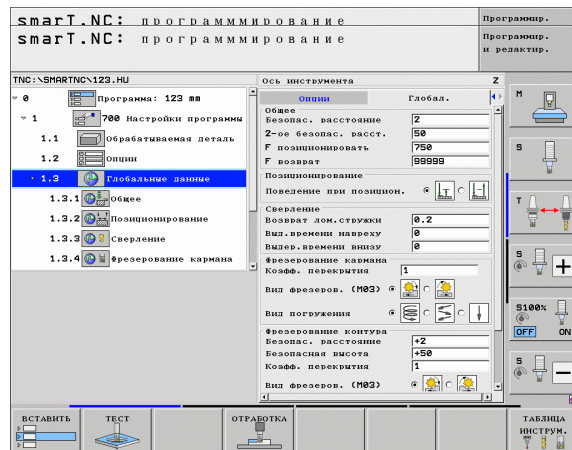 smarT.NC: программмирование
Программир.
smarT.NC: программмирование
Программир.
и редактир.
TNC:\SMARTNC\123.HU
Ось инструмента Z
0 Программа: 123 mm
Опции Глобал.
1 700 Настройки программы
1.1 Обрабатываемая деталь
1.2 Опции
1.3 Глобальные данные
1.3.1 Общее
1.3.2 Позиционирование
1.3.3 Сверление
1.3.4 Фрезерование кармана
Общее
Безопас. расстояние 2
2-ое безопас. расст. 50
F позиционировать 750
F возврат 99999
Позиционирование
Поведение при позицион.
Сверление
Возврат лом.стружки 0.2
Выд.времени навреху 0
Выдер.времени внизу 0
Фрезерование кармана
Коэфф. перекрытия 1
Вид фрезеров. (M03)
Вид погружения
Фрезерование контура
Безопас. расстояние +2
Безопасная высота +50
Коэфф. перекрытия 1
Вид фрезеров. (M03)
M
S
T
S
S100%
OFF ON
S
ВСТАВИТЬ
ТЕСТ
ОТРАБОТКА
ТАБЛИЦА
ИНСТРУМ.